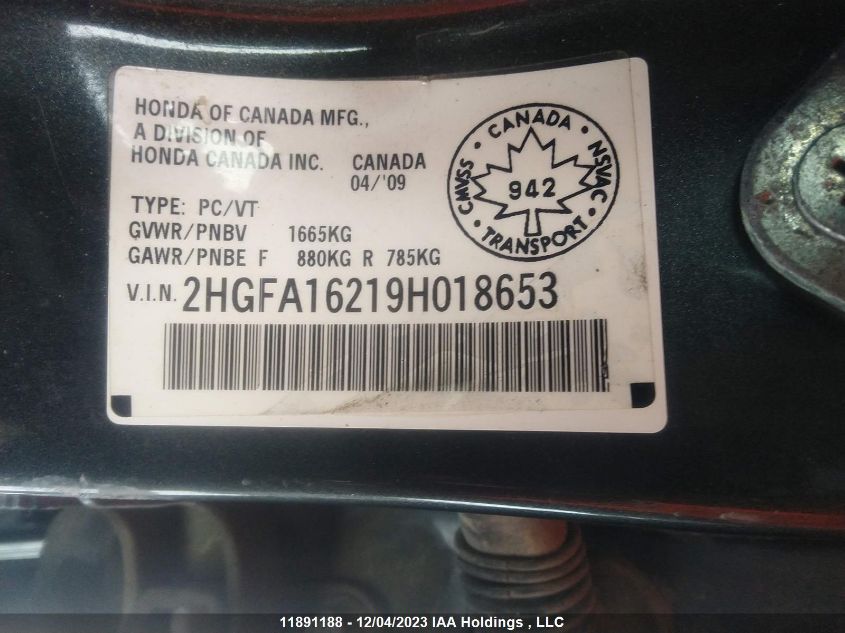 HONDA OF CANADA MFG.,
A DIVISION OF
HONDA CANADA INC. CANADA
04/'09
TYPE: PC/VT
GVWR/PNBV 1665KG
GAWR/PNBE F 880KG R 785KG
V.I.N. 2HGFA16219H018653
CMVSS • CANADA • NSVAC • TRANSPORT •
942
11891188 - 12/04/2023 IAA Holdings , LLC